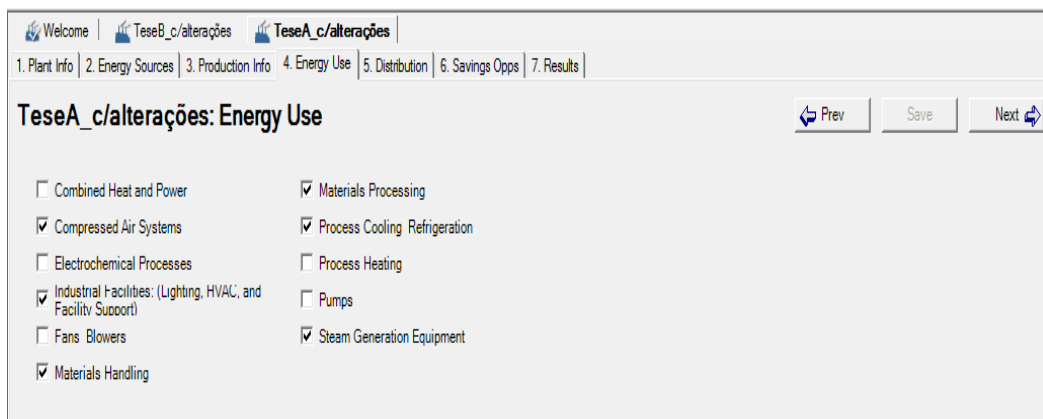 Welcome TeseB_c/alterações TeseA_c/alterações
1. Plant Info 2. Energy Sources 3. Production Info 4. Energy Use 5. Distribution 6. Savings Opps 7. Results
TeseA_c/alterações: Energy Use Prev Save Next
Combined Heat and Power Materials Processing
Compressed Air Systems Process Cooling Refrigeration
Electrochemical Processes Process Heating
Industrial Facilities: (Lighting, HVAC, and
Facility Support) Pumps
Fans Blowers Steam Generation Equipment
Materials Handling